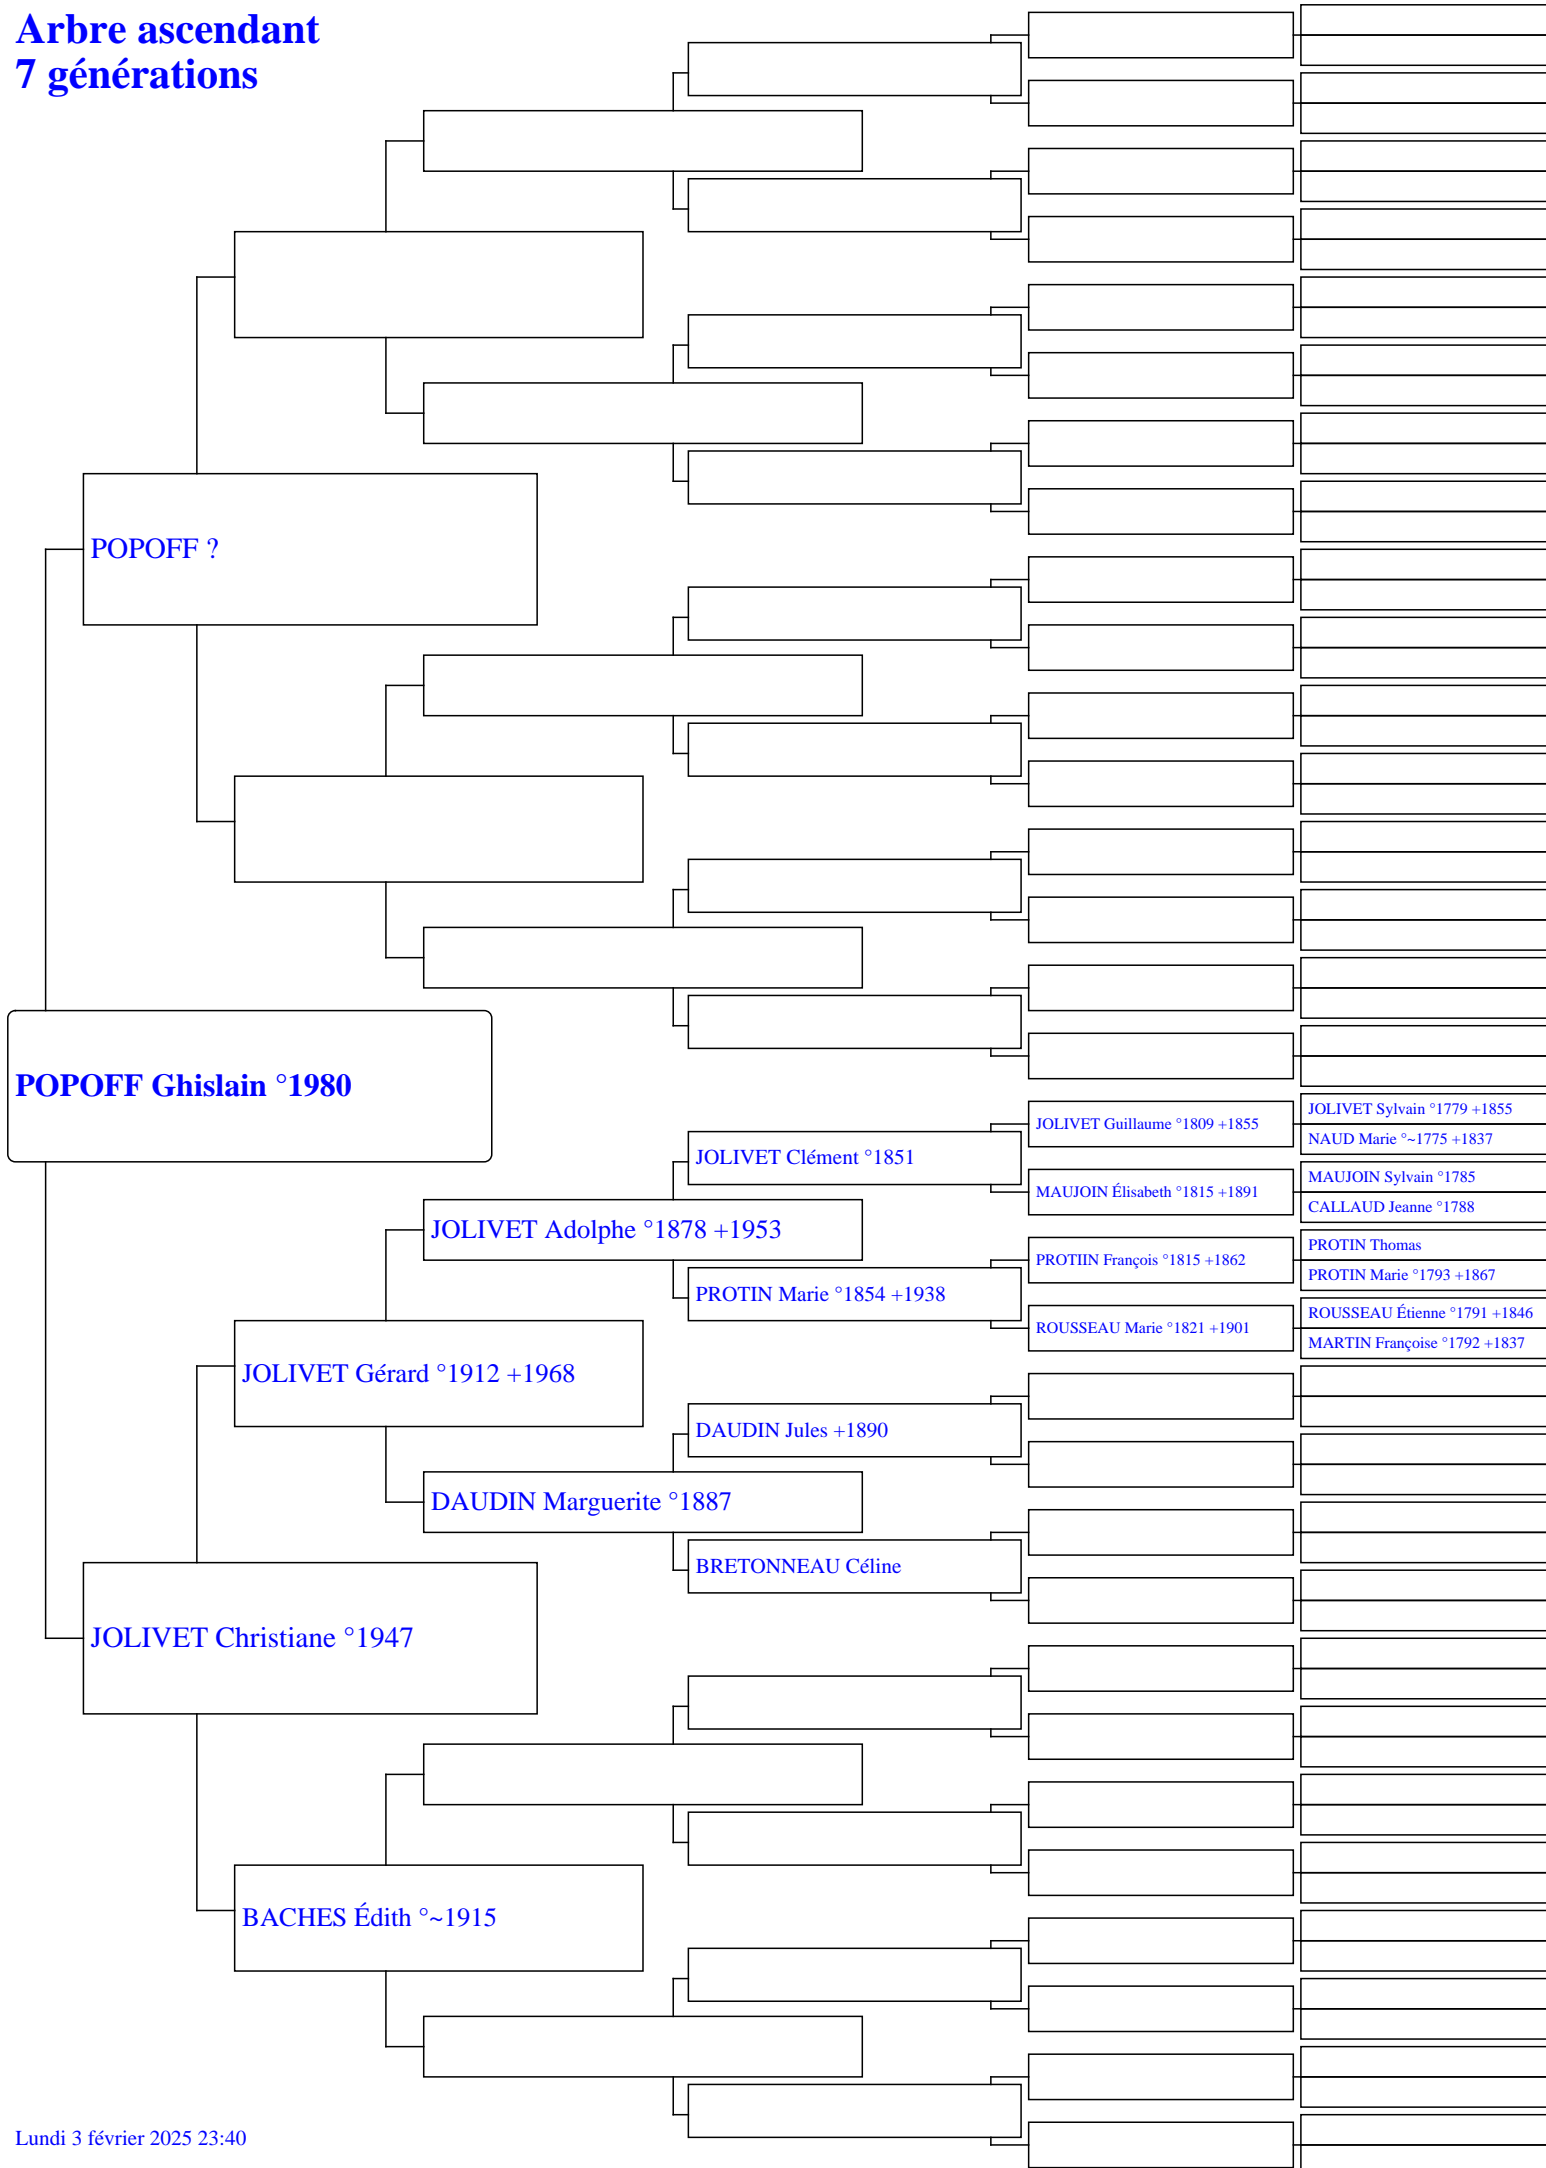 Arbre ascendant
7 générations
POPOFF ?
POPOFF Ghislain °1980
JOLIVET Guillaume °1809 +1855
JOLIVET Sylvain °1779 +1855
NAUD Marie °~1775 +1837
JOLIVET Clément °1851
MAUJOIN Élisabeth °1815 +1891
MAUJOIN Sylvain °1785
CALLAUD Jeanne °1788
JOLIVET Adolphe °1878 +1953
PROTIIN François °1815 +1862
PROTIN Thomas
PROTIN Marie °1793 +1867
PROTIN Marie °1854 +1938
ROUSSEAU Marie °1821 +1901
ROUSSEAU Étienne °1791 +1846
MARTIN Françoise °1792 +1837
JOLIVET Gérard °1912 +1968
DAUDIN Jules +1890
DAUDIN Marguerite °1887
BRETONNEAU Céline
JOLIVET Christiane °1947
BACHES Édith °~1915
Lundi 3 février 2025 23:40